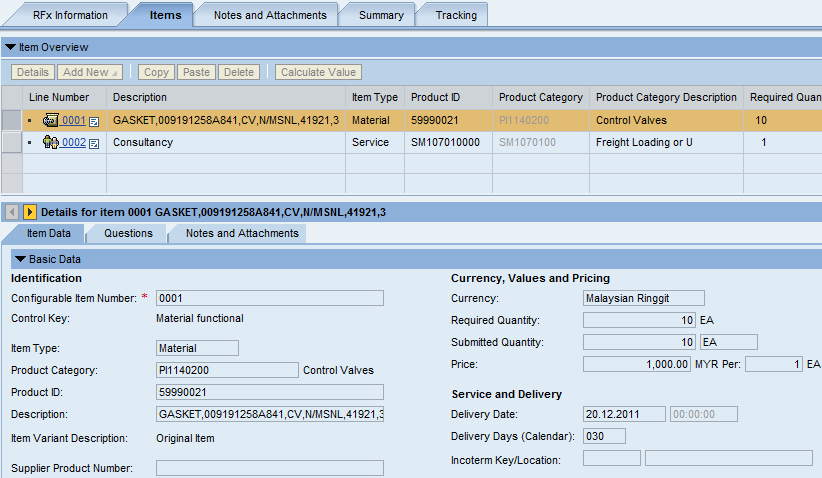 RFx Information Items Notes and Attachments Summary Tracking
Item Overview
Details Add New Copy Paste Delete Calculate Value
Line Number Description Item Type Product ID Product Category Product Category Description Required Quan
0001 GASKET,009191258A841,CV,N/MSNL,41921,3 Material 59990021 PI1140200 Control Valves 10
0002 Consultancy Service SM107010000 SM1070100 Freight Loading or U 1
Details for item 0001 GASKET,009191258A841,CV,N/MSNL,41921,3
Item Data Questions Notes and Attachments
Basic Data
Identification
Configurable Item Number: * 0001
Control Key: Material functional
Item Type: Material
Product Category: PI1140200 Control Valves
Product ID: 59990021
Description: GASKET,009191258A841,CV,N/MSNL,41921,3
Item Variant Description: Original Item
Supplier Product Number:
Currency, Values and Pricing
Currency: Malaysian Ringgit
Required Quantity: 10 EA
Submitted Quantity: 10 EA
Price: 1,000.00 MYR Per: 1 EA
Service and Delivery
Delivery Date: 20.12.2011 00:00:00
Delivery Days (Calendar): 030
Incoterm Key/Location: